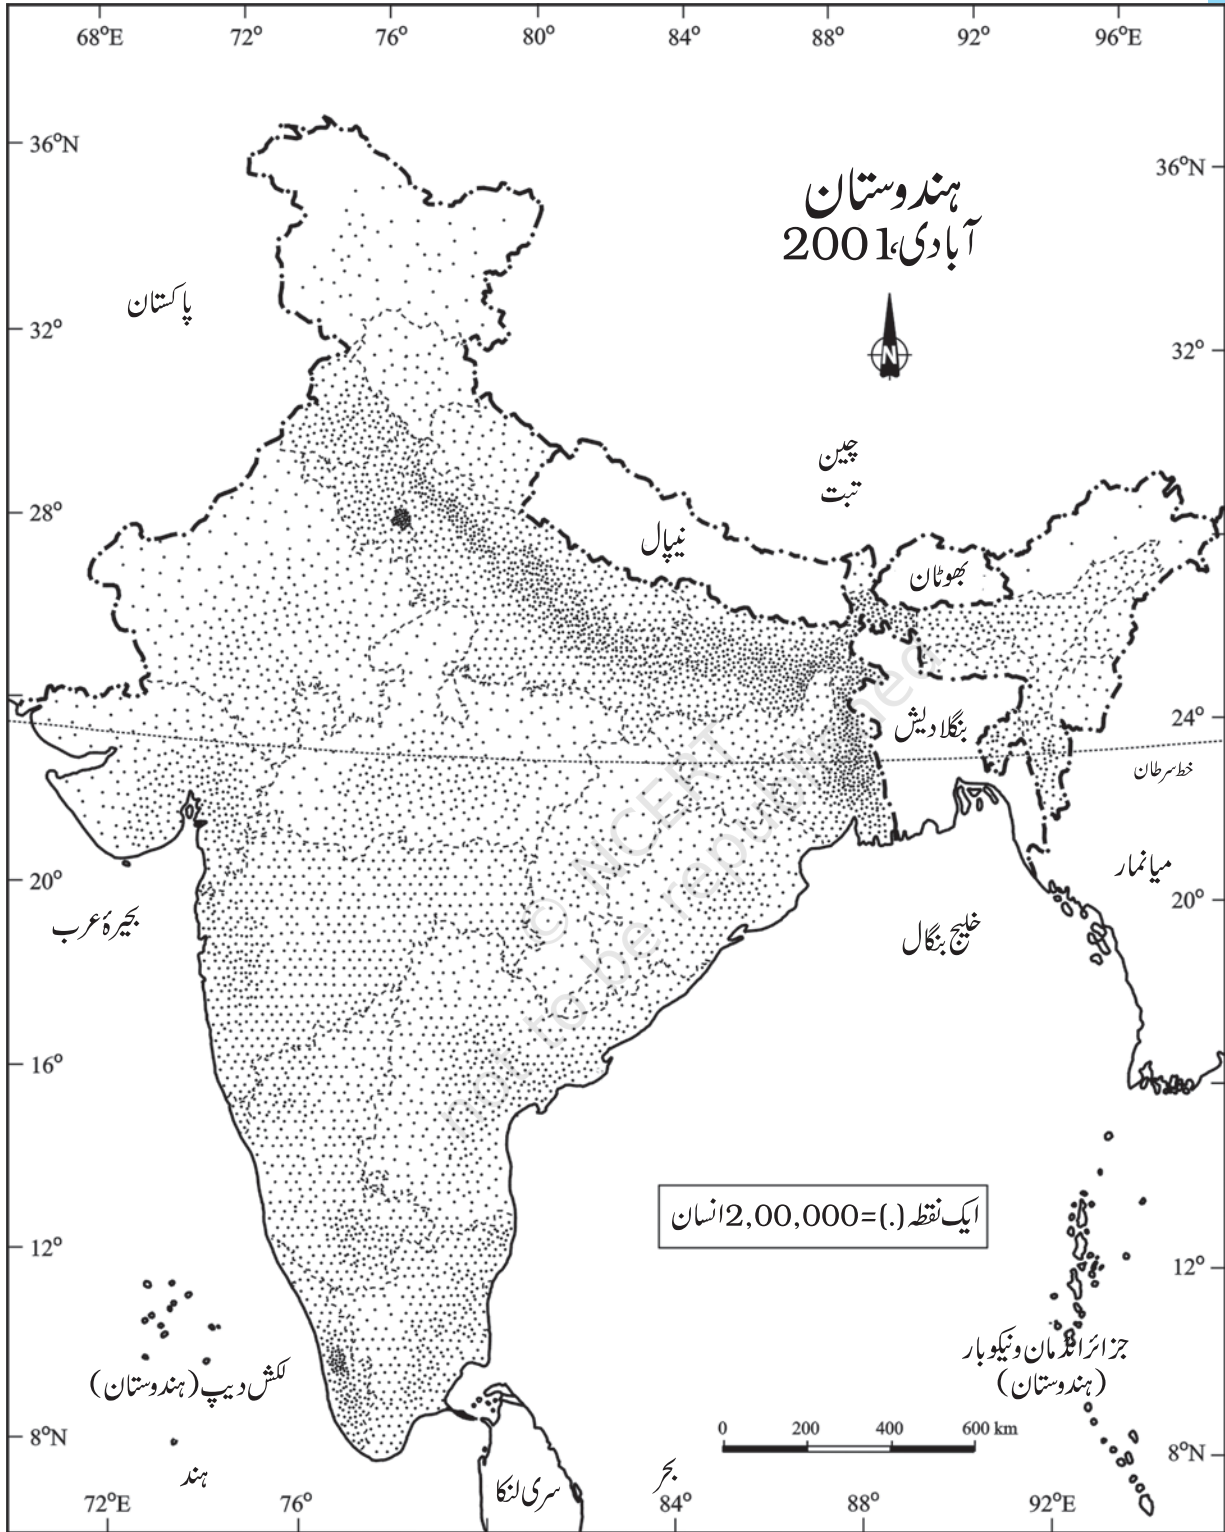 68°E 72° 76° 80° 84° 88° 92° 96°E
36°N
36°N
ہندوستان
آبادی، 2001
پاکستان
32°
32°
N
چین
تبت
28°
نیپال
بھوٹان
بنگلادیش
24°
خط سرطان
میانمار
20°
20°
بحیرۂ عرب
خلیج بنگال
© NCERT
not to be republished
16°
ایک نقطہ (.)=2,00,000 انسان
12°
12°
جزائر انڈمان و نیکوبار
(ہندوستان)
لکش دیپ (ہندوستان)
0 200 400 600 km
8°N
8°N
ہند
سری لنکا
بحر
72°E 76° 84° 88° 92°E